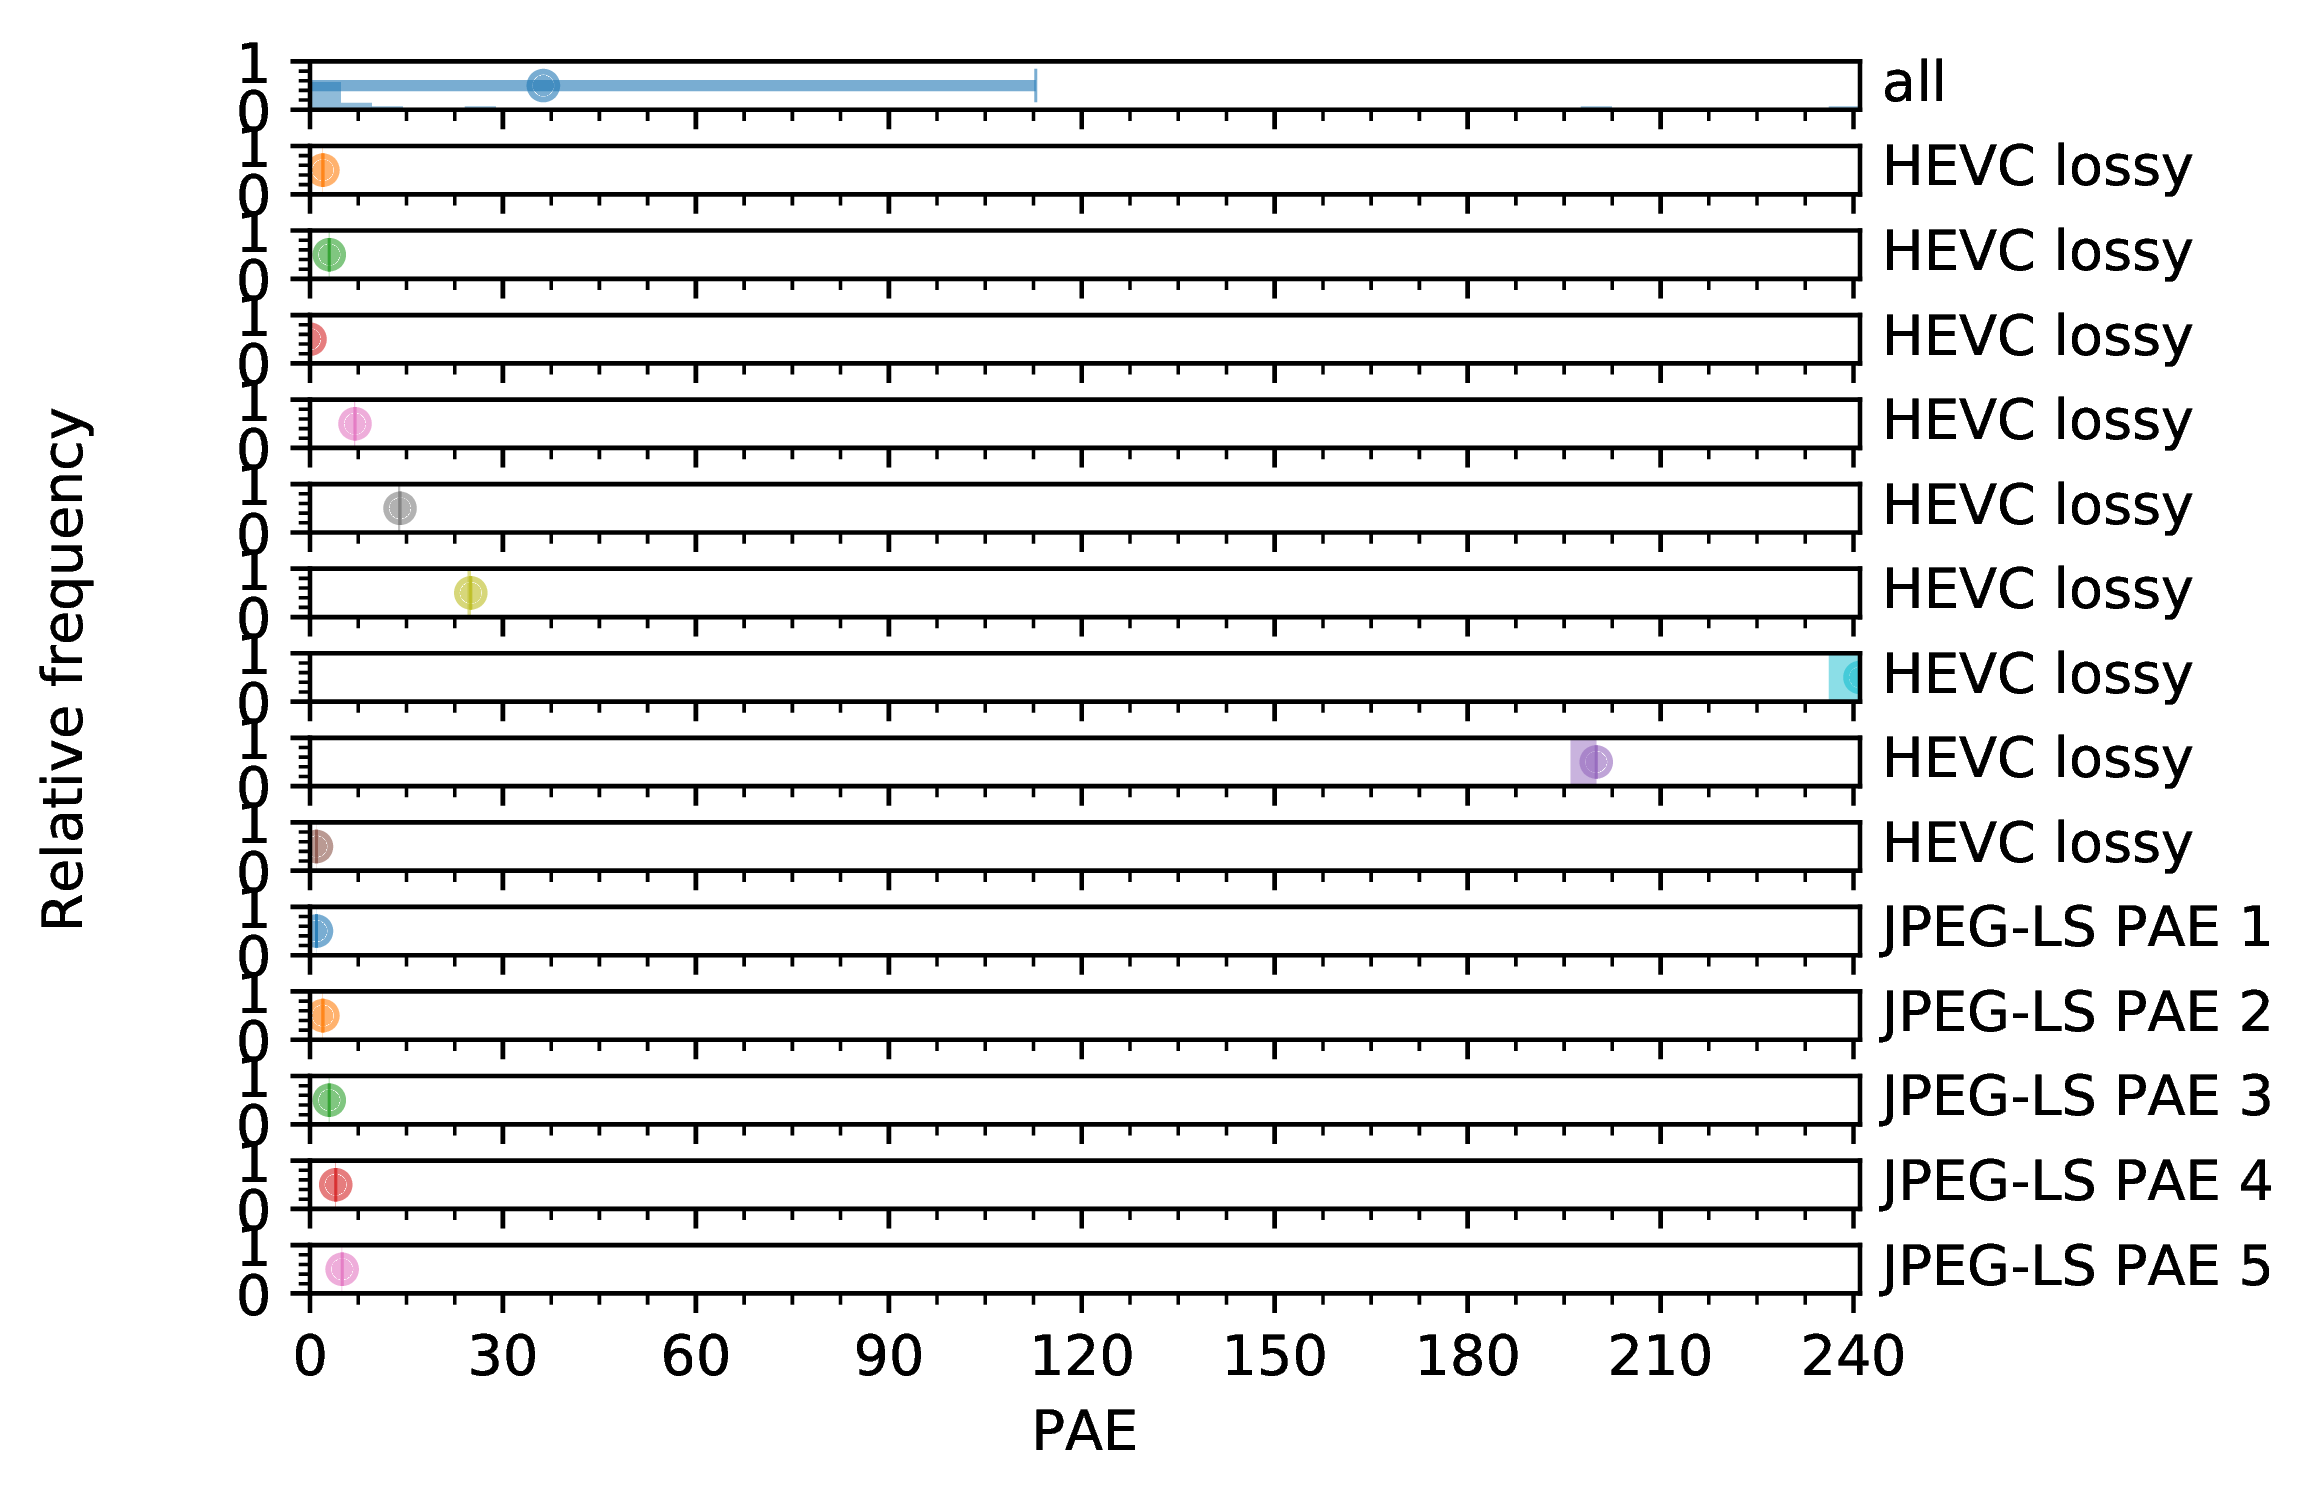 1
0
all
1
0
HEVC lossy
1
0
HEVC lossy
1
0
HEVC lossy
1
0
HEVC lossy
1
0
HEVC lossy
1
0
HEVC lossy
1
0
HEVC lossy
1
0
HEVC lossy
1
0
HEVC lossy
1
0
JPEG-LS PAE 1
1
0
JPEG-LS PAE 2
1
0
JPEG-LS PAE 3
1
0
JPEG-LS PAE 4
1
0
JPEG-LS PAE 5
Relative frequency
0 30 60 90 120 150 180 210 240
PAE